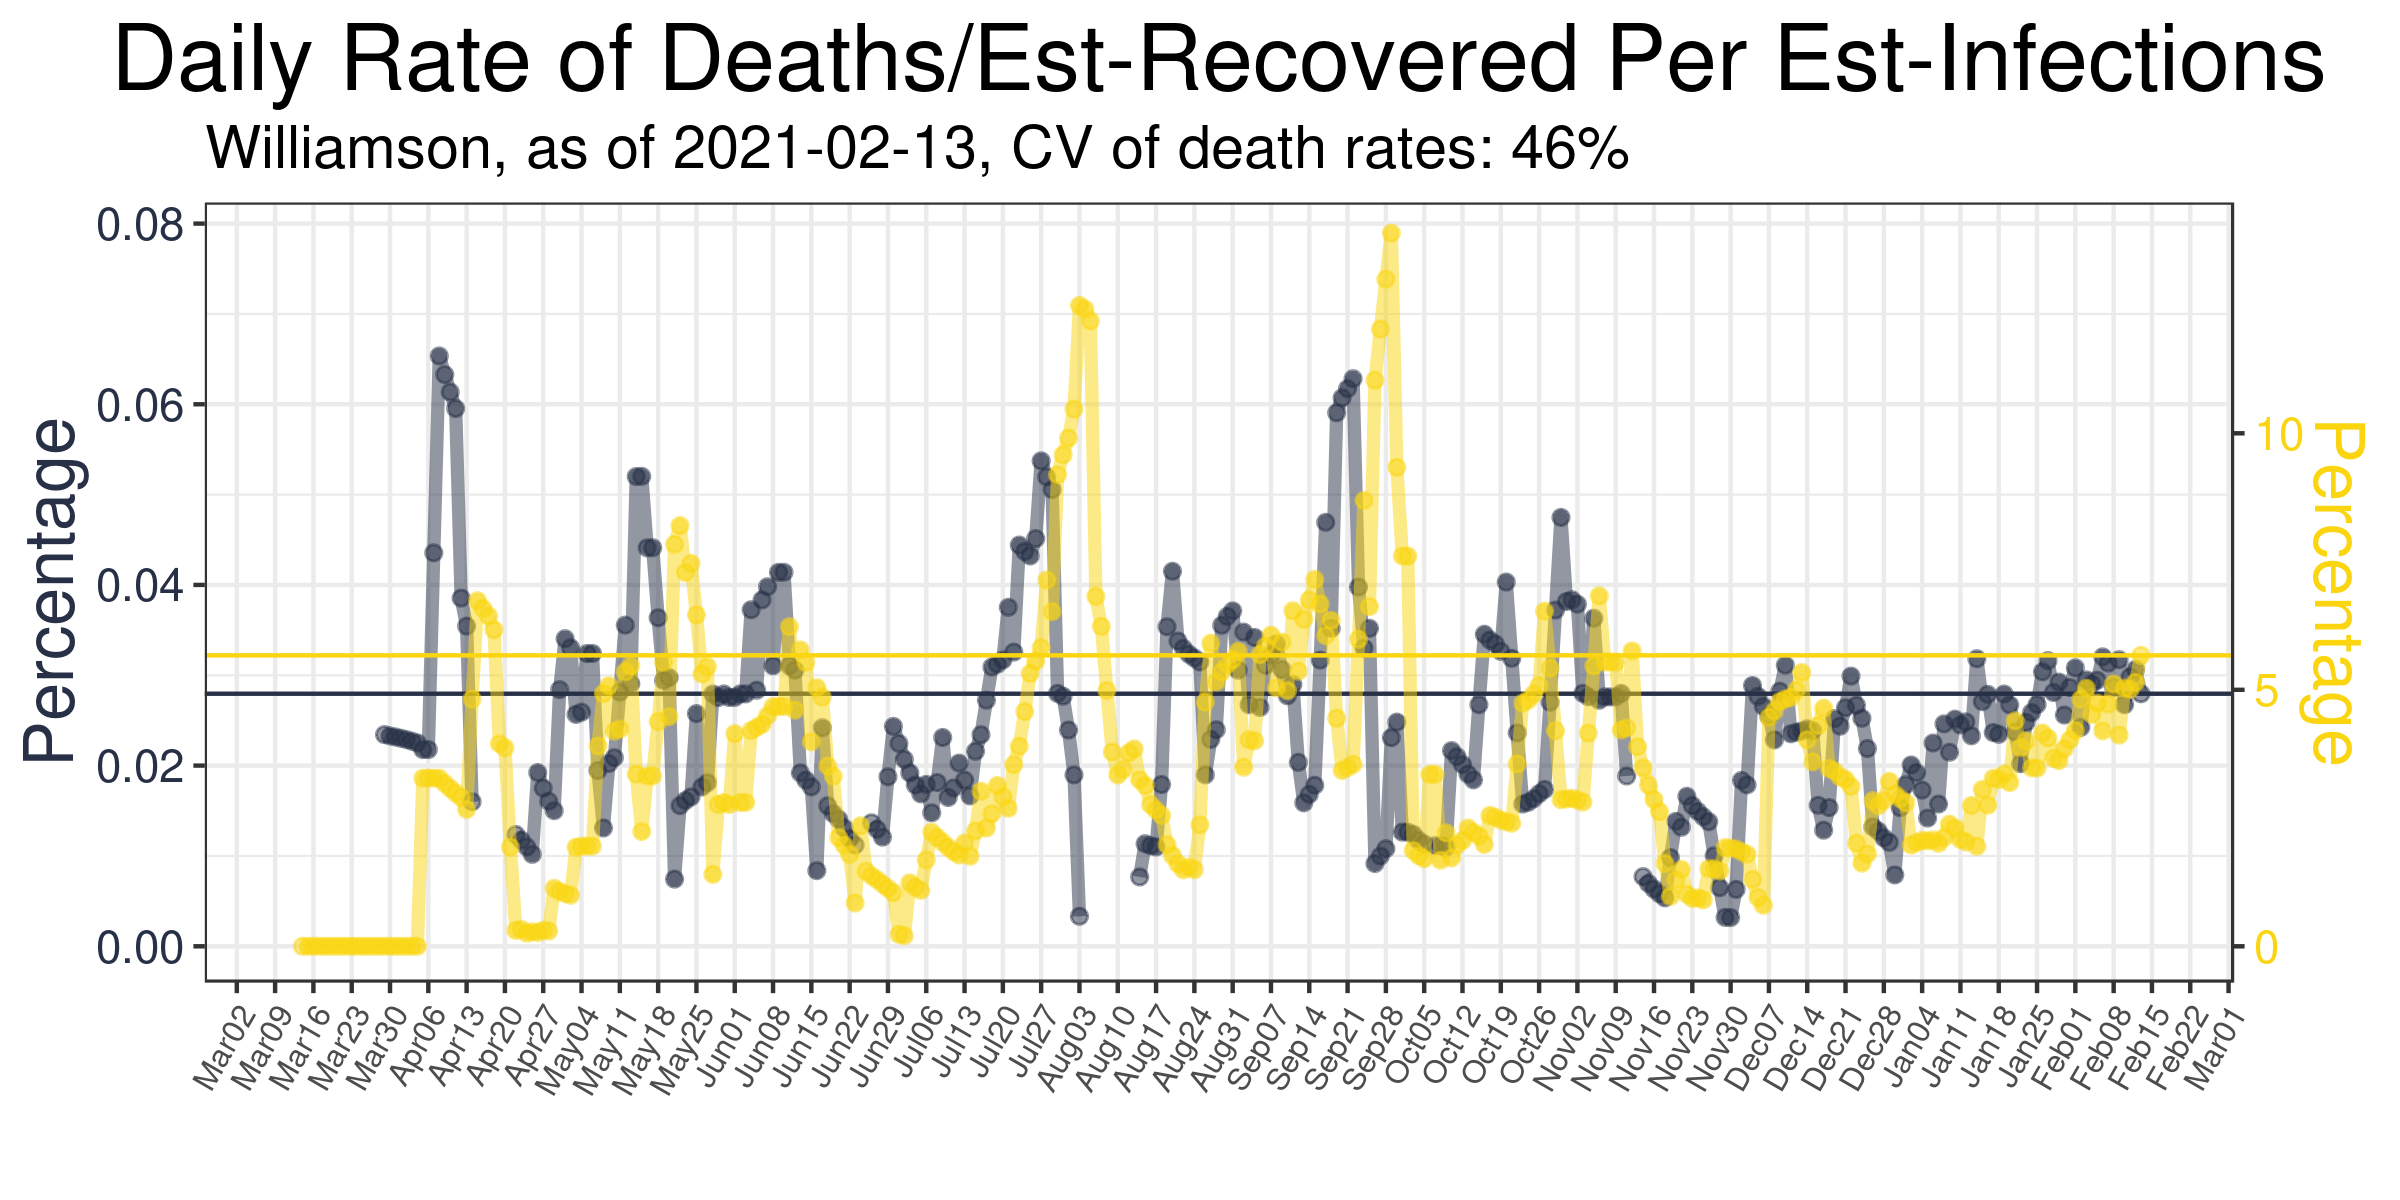 Daily Rate of Deaths/Est-Recovered Per Est-Infections
Williamson, as of 2021-02-13, CV of death rates: 46%
Percentage
0.08
0.06
0.04
0.02
0.00
10
5
0
Percentage
Mar02 Mar09 Mar16 Mar23 Mar30 Apr06 Apr13 Apr20 Apr27 May04 May11 May18 May25 Jun01 Jun08 Jun15 Jun22 Jun29 Jul06 Jul13 Jul20 Jul27 Aug03 Aug10 Aug17 Aug24 Aug31 Sep07 Sep14 Sep21 Sep28 Oct05 Oct12 Oct19 Oct26 Nov02 Nov09 Nov16 Nov23 Nov30 Dec07 Dec14 Dec21 Dec28 Jan04 Jan11 Jan18 Jan25 Feb01 Feb08 Feb15 Feb22 Mar01